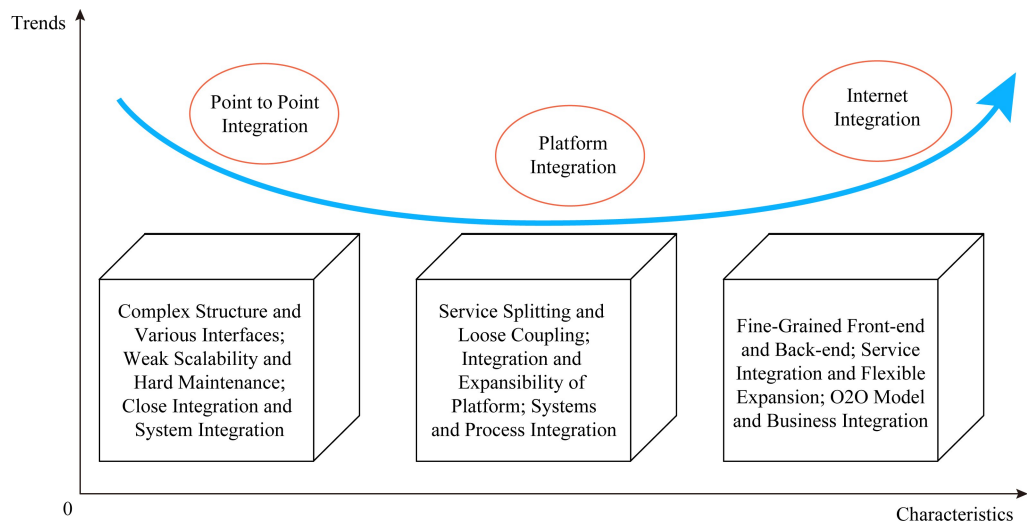 Trends
Point to Point
Integration
Platform
Integration
Internet
Integration
Complex Structure and
Various Interfaces;
Weak Scalability and
Hard Maintenance;
Close Integration and
System Integration
Service Splitting and
Loose Coupling;
Integration and
Expansibility of
Platform; Systems
and Process Integration
Fine-Grained Front-end
and Back-end; Service
Integration and Flexible
Expansion; O2O Model
and Business Integration
0
Characteristics